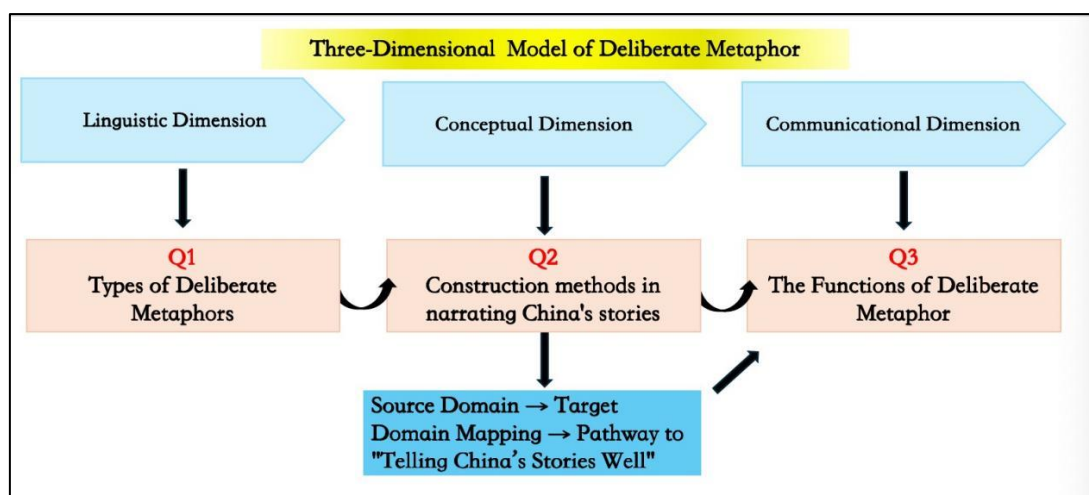 Three-Dimensional Model of Deliberate Metaphor
Linguistic Dimension
Conceptual Dimension
Communicational Dimension
Q1
Types of Deliberate
Metaphors
Q2
Construction methods in
narrating China's stories
Q3
The Functions of Deliberate
Metaphor
Source Domain → Target
Domain Mapping → Pathway to
"Telling China's Stories Well"